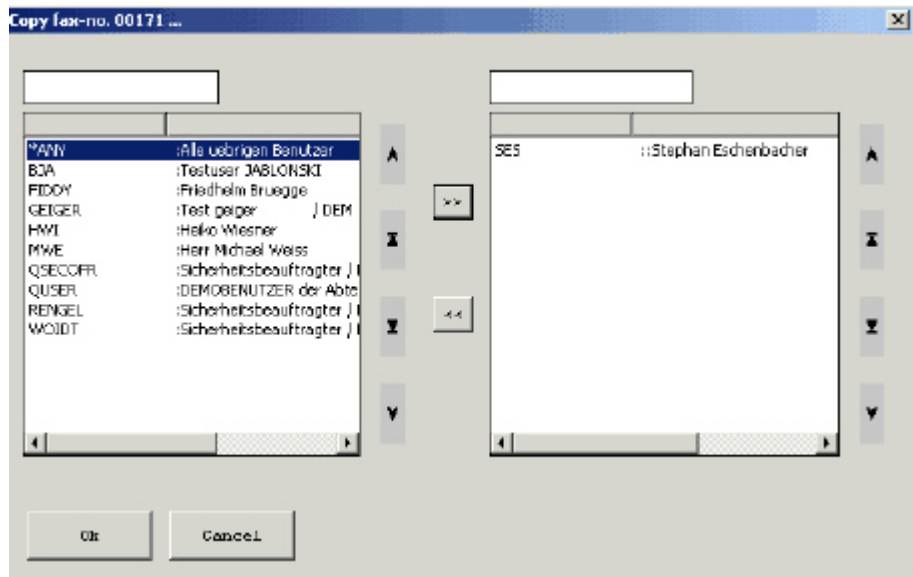 Copy fax-no. 00171 ...
*ANY :Alle uebrigen Benutzer
BJA :Testuser JABLONSKI
FIDDY :Friedhelm Bruegge
GEIGER :Test geiger / DEM
HWI :Heiko Wiesner
MWE :Herr Michael Weiss
QSECOFR :Sicherheitsbeauftragter /
QUSER :DEMOBENUTZER der Abte
RENGEL :Sicherheitsbeauftragter /
WOIDT :Sicherheitsbeauftragter /
>>
<<
SES ::Stephan Eschenbacher
Ok Cancel